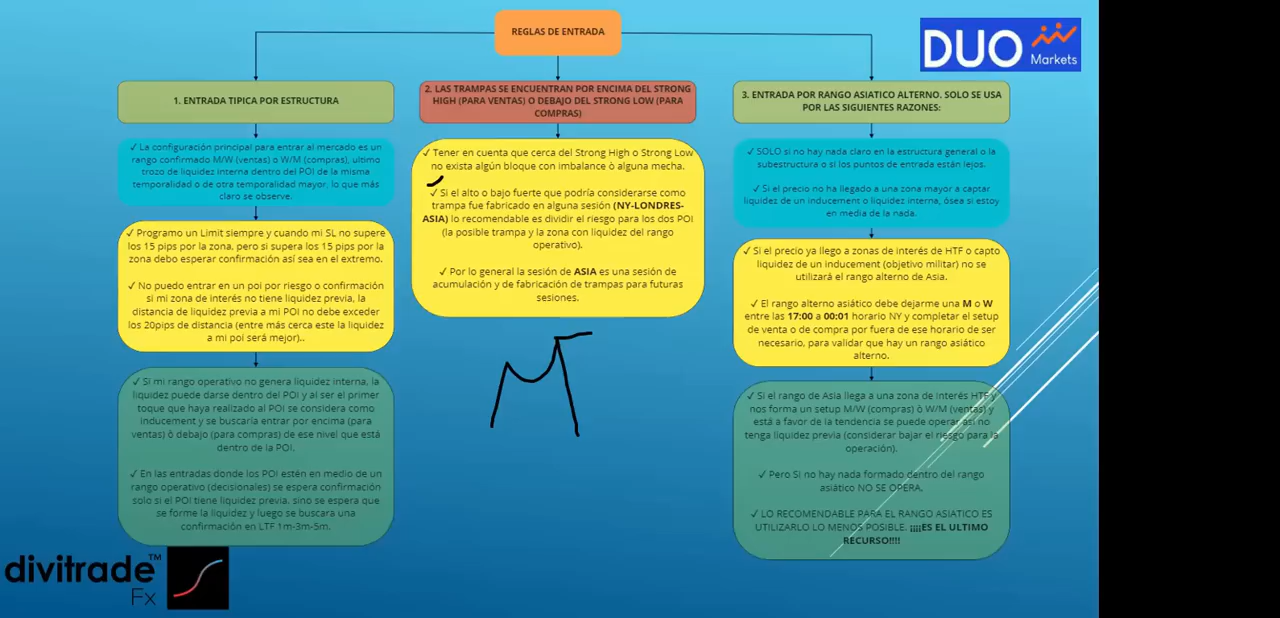 REGLAS DE ENTRADA
DUO
Markets
1. ENTRADA TIPICA POR ESTRUCTURA
✓ La configuración principal para entrar al mercado es un
rango confirmado M/W (ventas) o W/M (compras), ultimo
trozo de liquidez interna dentro del POI de la misma
temporalidad o de otra temporalidad mayor, lo que más
claro se observe.
✓ Programo un Limit siempre y cuando mi SL no supere
los 15 pips por la zona. pero si supera los 15 pips por la
zona debo esperar confirmación así sea en el extremo.
✓ No puedo entrar en un poi por riesgo o confirmación
si mi zona de interés no tiene liquidez previa, la
distancia de liquidez previa a mi POI no debe exceder
los 20pips de distancia (entre más cerca este la liquidez
a mi poi será mejor)..
✓ Si mi rango operativo no genera liquidez interna, la
liquidez puede darse dentro del POI y al ser el primer
toque que haya realizado al POI se considera como
inducement y se buscaría entrar por encima (para
ventas) ò debajo (para compras) de ese nivel que está
dentro de la POI.
✓ En las entradas donde los POI estén en medio de un
rango operativo (decisionales) se espera confirmación
solo si el POI tiene liquidez previa. sino se espera que
se forme la liquidez y luego se buscara una
confirmación en LTF 1m-3m-5m.
2. LAS TRAMPAS SE ENCUENTRAN POR ENCIMA DEL STRONG
HIGH (PARA VENTAS) O DEBAJO DEL STRONG LOW (PARA
COMPRAS)
✓ Tener en cuenta que cerca del Strong High o Strong Low
no exista algún bloque con imbalance ò alguna mecha.
✓ Si el alto o bajo fuerte que podría considerarse como
trampa fue fabricado en alguna sesión (NY-LONDRES-
ASIA) lo recomendable es dividir el riesgo para los dos POI
(la posible trampa y la zona con liquidez del rango
operativo).
✓ Por lo general la sesión de ASIA es una sesión de
acumulación y de fabricación de trampas para futuras
sesiones.
3. ENTRADA POR RANGO ASIATICO ALTERNO. SOLO SE USA
POR LAS SIGUIENTES RAZONES:
✓ SOLO si no hay nada claro en la estructura general o la
subestructura o si los puntos de entrada están lejos.
✓ Si el precio no ha llegado a una zona mayor a captar
liquidez de un inducement o liquidez interna, ósea si estoy
en media de la nada.
✓ Si el precio ya llego a zonas de interés de HTF o capto
liquidez de un inducement (objetivo militar) no se
utilizará el rango alterno de Asia.
✓ El rango alterno asiático debe dejarme una M o W
entre las 17:00 a 00:01 horario NY y completar el setup
de venta o de compra por fuera de ese horario de ser
necesario, para validar que hay un rango asiático
alterno.
✓ Si el rango de Asia llega a una zona de interés HTF y
nos forma un setup M/W (compras) ò W/M (ventas) y
está a favor de la tendencia se puede operar así no
tenga liquidez previa (considerar bajar el riesgo para la
operación).
✓ Pero Si no hay nada formado dentro del rango
asiático NO SE OPERA.
✓ LO RECOMENDABLE PARA EL RANGO ASIATICO ES
UTILIZARLO LO MENOS POSIBLE. ¡¡¡¡ES EL ULTIMO
RECURSO!!!!
divitrade™
Fx